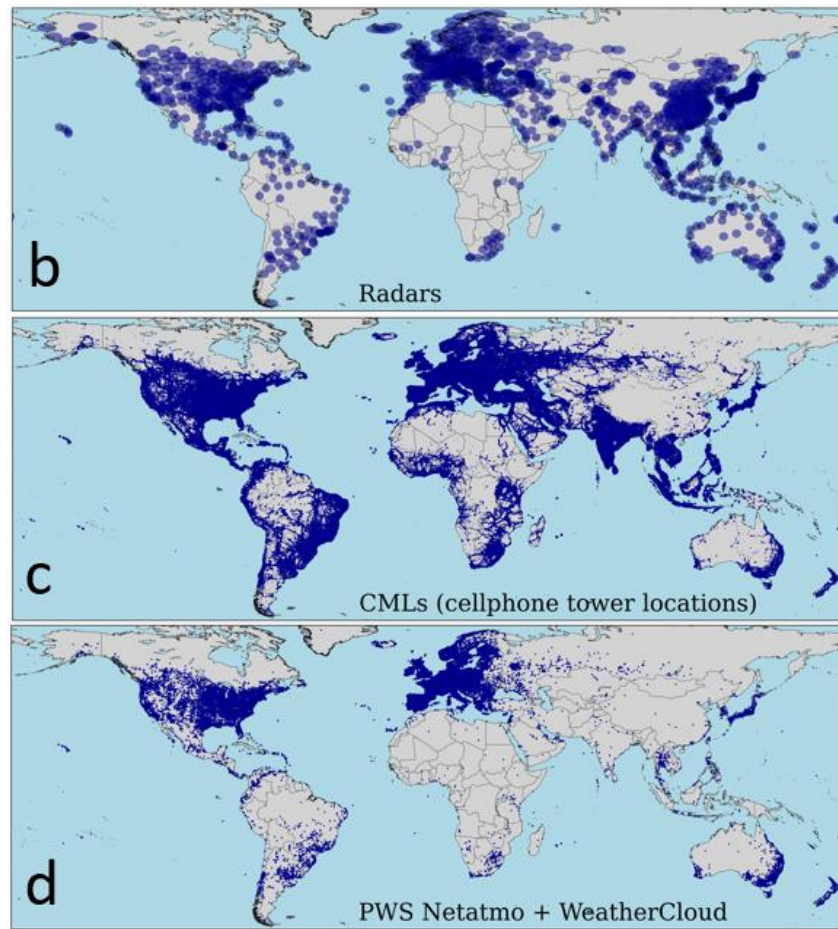 b
Radars
c
CMLs (cellphone tower locations)
d
PWS Netatmo + WeatherCloud